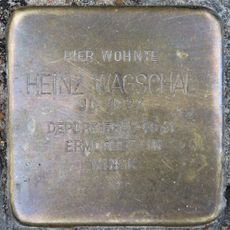 HIER WOHNTE
HEINZ WAGSCHAL
DEPORTIERT
ERMORDET IN
MINSK